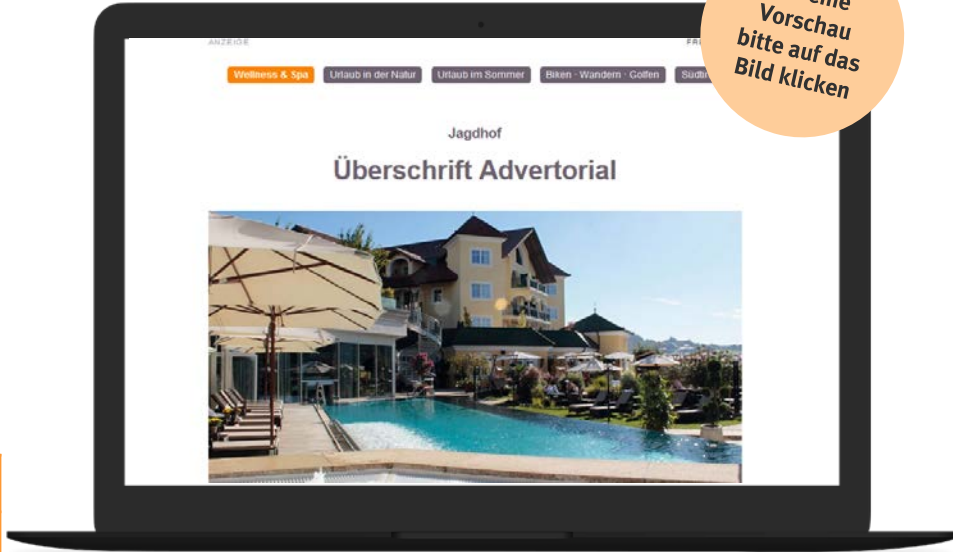 ANZEIGE
Wellness & Spa Urlaub in der Natur Urlaub im Sommer Biken · Wandern · Golfen
Jagdhof
Überschrift Advertorial
Vorschau
bitte auf das
Bild klicken